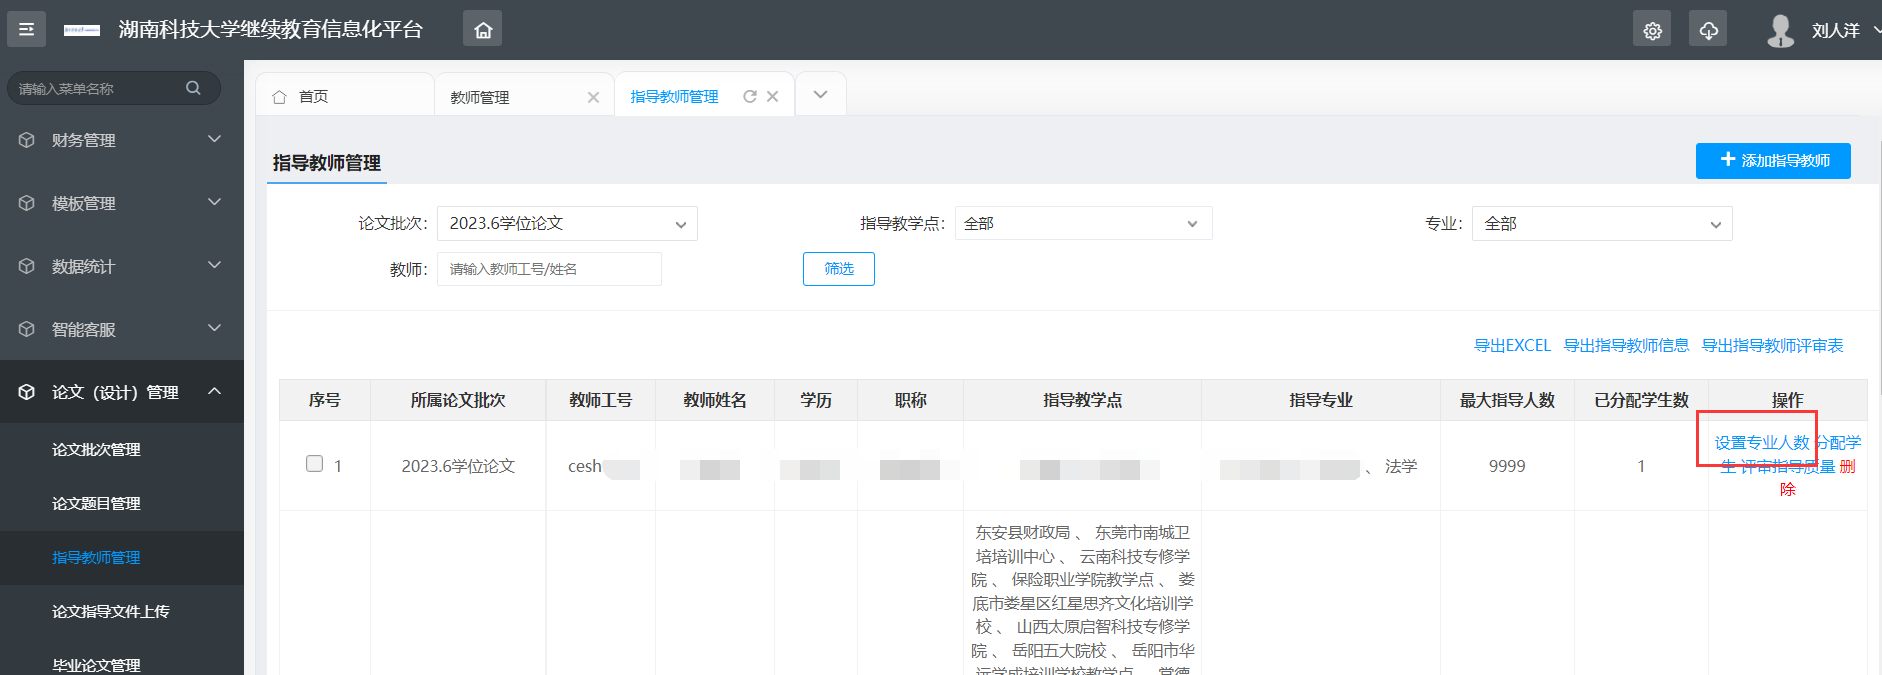 湖南科技大学继续教育信息化平台
刘人洋
请输入菜单名称
财务管理
模板管理
数据统计
智能客服
论文（设计）管理
论文批次管理
论文题目管理
指导教师管理
论文指导文件上传
毕业论文管理
首页
教师管理
指导教师管理
指导教师管理
添加指导教师
论文批次： 2023.6学位论文
指导教学点： 全部
专业： 全部
教师： 请输入教师工号/姓名
筛选
导出EXCEL 导出指导教师信息 导出指导教师评审表
序号 所属论文批次 教师工号 教师姓名 学历 职称 指导教学点 指导专业 最大指导人数 已分配学生数 操作
1 2023.6学位论文 cesh 、 法学 9999 1
设置专业人数 分配学
生 评审指导质量 删
除
东安县财政局 、 东莞市南城卫
培培训中心 、 云南科技专修学
院 、 保险职业学院教学点 、 娄
底市娄星区红星思齐文化培训学
校 、 山西太原启智科技专修学
院 、 岳阳五大院校 、 岳阳市华
远学成培训学校教学点 、 常德